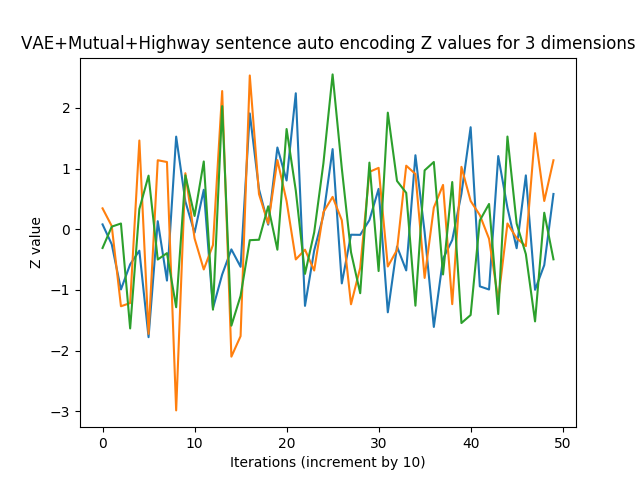 VAE+Mutual+Highway sentence auto encoding Z values for 3 dimensions
2
1
0
−1
−2
−3
Z value
0 10 20 30 40 50
Iterations (increment by 10)